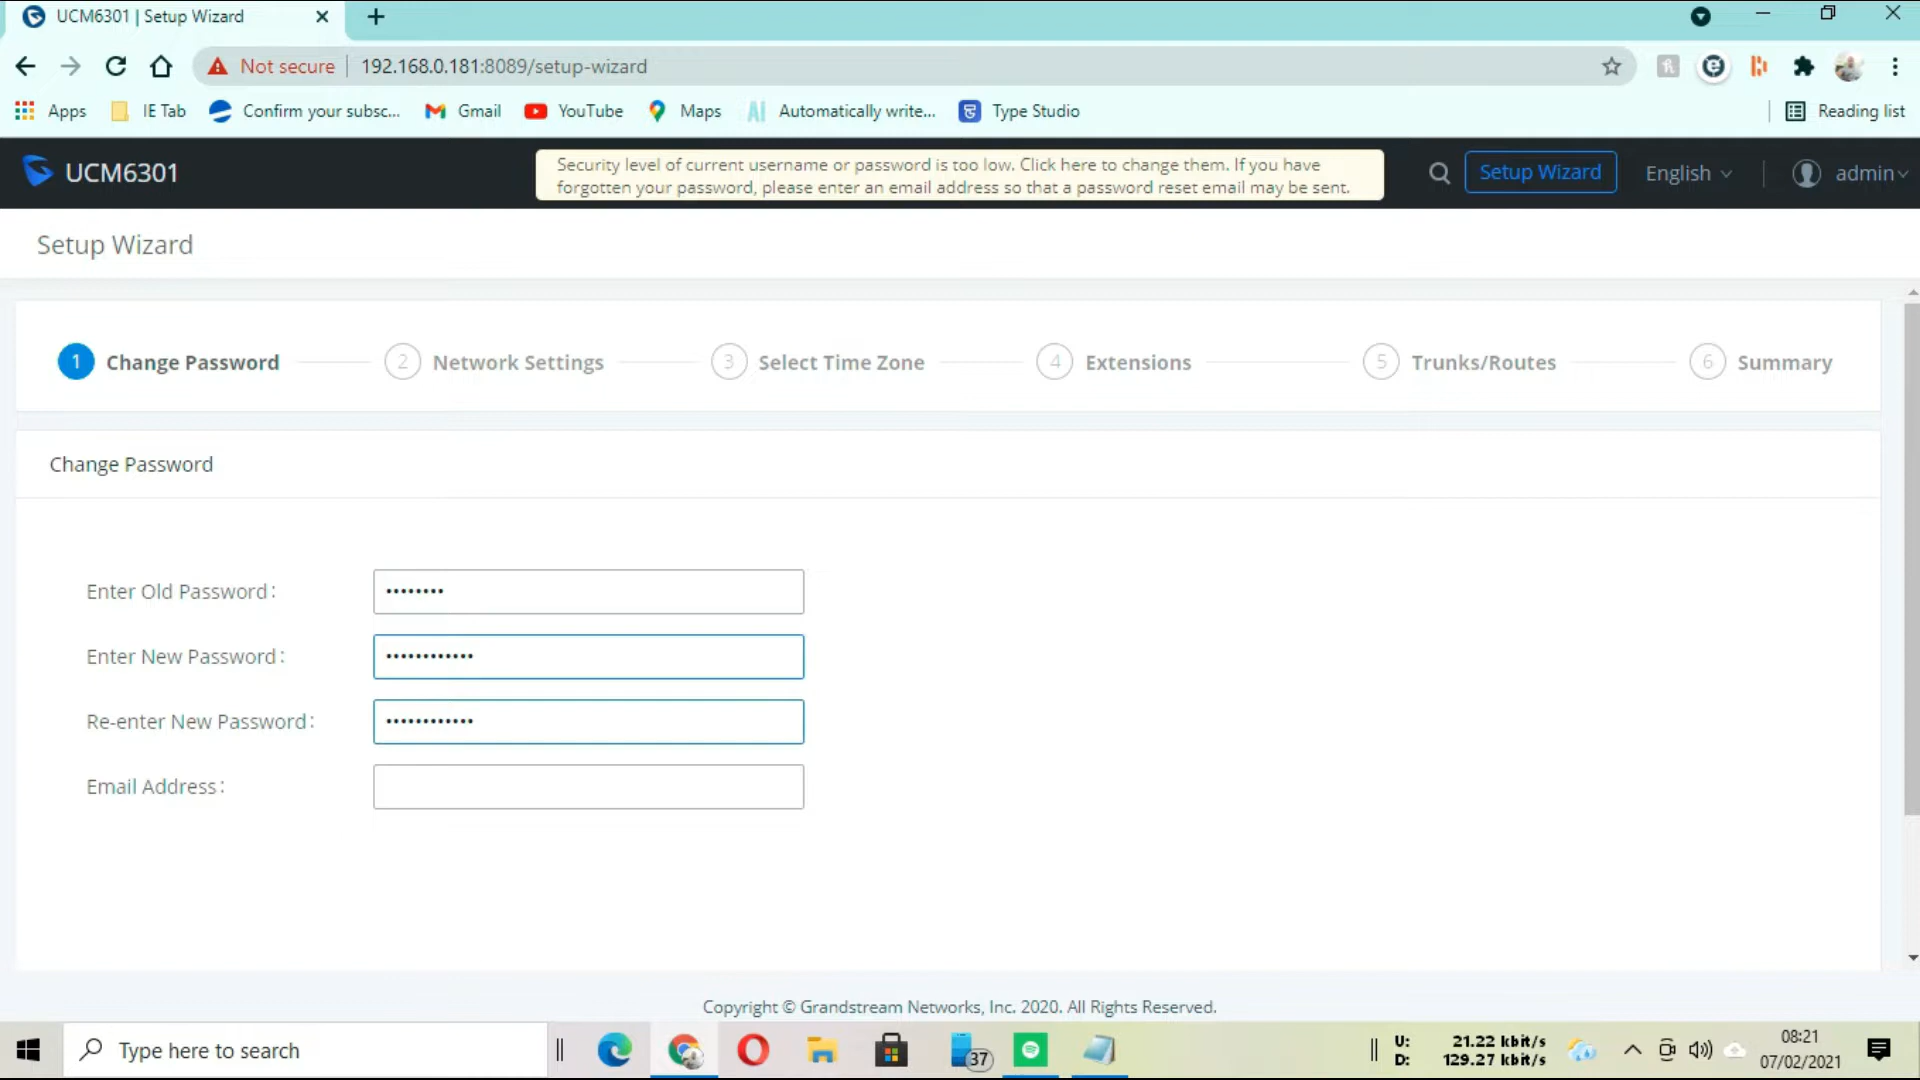 UCM6301 | Setup Wizard
Not secure
192.168.0.181:8089/setup-wizard
Apps
IE Tab
Confirm your subsc...
Gmail
YouTube
Maps
Automatically write...
Type Studio
Reading list
UCM6301
Security level of current username or password is too low. Click here to change them. If you have
forgotten your password, please enter an email address so that a password reset email may be sent.
Setup Wizard
English
admin
Setup Wizard
1 Change Password
2 Network Settings
3 Select Time Zone
4 Extensions
5 Trunks/Routes
6 Summary
Change Password
Enter Old Password: ••••••••
Enter New Password: ••••••••••••
Re-enter New Password: ••••••••••••
Email Address:
Copyright © Grandstream Networks, Inc. 2020. All Rights Reserved.
Type here to search
37
U: 21.22 kbit/s
D: 129.27 kbit/s
08:21
07/02/2021